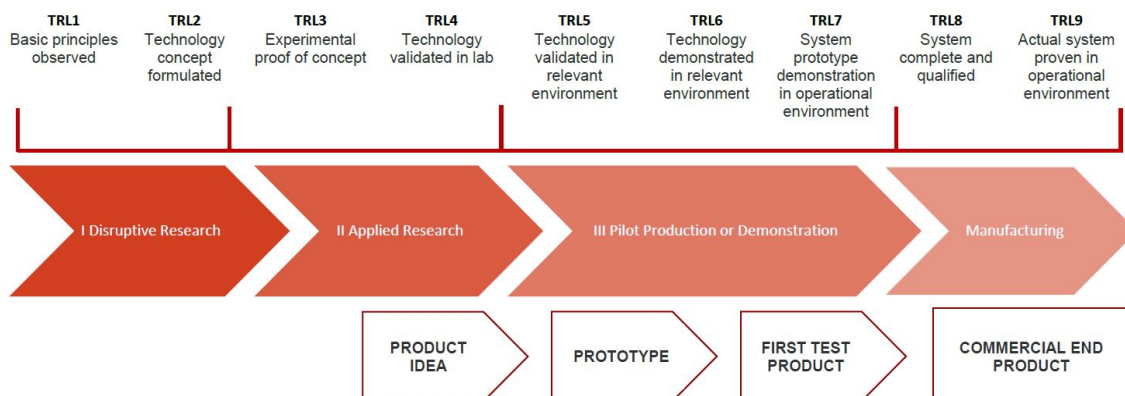 TRL1
Basic principles
observed
TRL2
Technology
concept
formulated
TRL3
Experimental
proof of concept
TRL4
Technology
validated in lab
TRL5
Technology
validated in
relevant
environment
TRL6
Technology
demonstrated
in relevant
environment
TRL7
System
prototype
demonstration
in operational
environment
TRL8
System
complete and
qualified
TRL9
Actual system
proven in
operational
environment
I Disruptive Research
II Applied Research
III Pilot Production or Demonstration
Manufacturing
PRODUCT
IDEA
PROTOTYPE
FIRST TEST
PRODUCT
COMMERCIAL END
PRODUCT